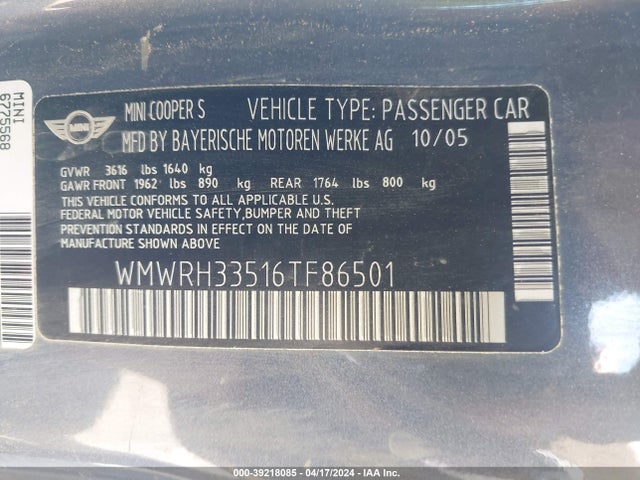 MINI
6775568
MINI
MINI COOPER S VEHICLE TYPE: PASSENGER CAR
MFD BY BAYERISCHE MOTOREN WERKE AG 10/05
GVWR 3616 lbs 1640 kg
GAWR FRONT 1962 lbs 890 kg REAR 1764 lbs 800 kg
THIS VEHICLE CONFORMS TO ALL APPLICABLE U.S.
FEDERAL MOTOR VEHICLE SAFETY,BUMPER AND THEFT
PREVENTION STANDARDS IN EFFECT ON THE DATE OF
MANUFACTURE SHOWN ABOVE.
WMWRH33516TF86501
000-39218085 - 04/17/2024 - IAA Inc.